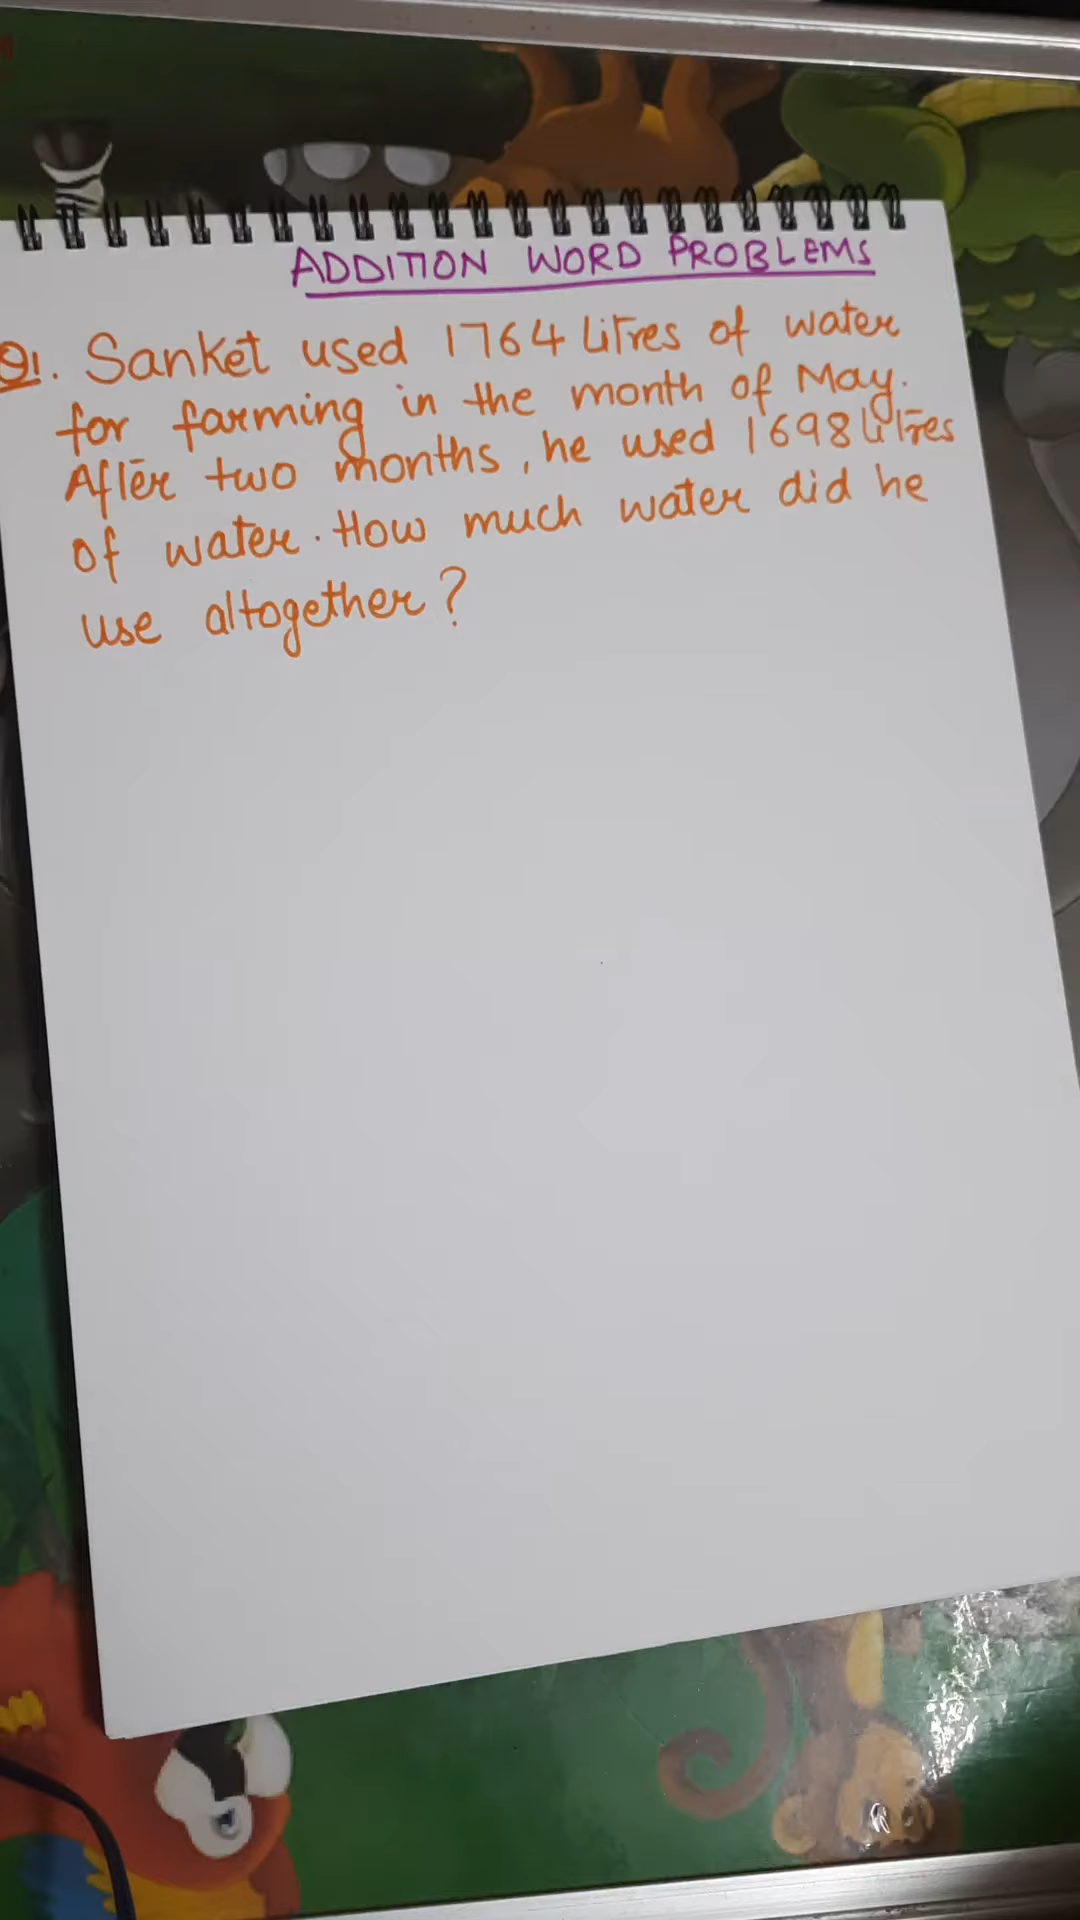 ADDITION WORD PROBLEMS
Q1. Sanket used 1764 litres of water
for farming in the month of May.
After two months, he used 1698 litres
of water. How much water did he
use altogether?